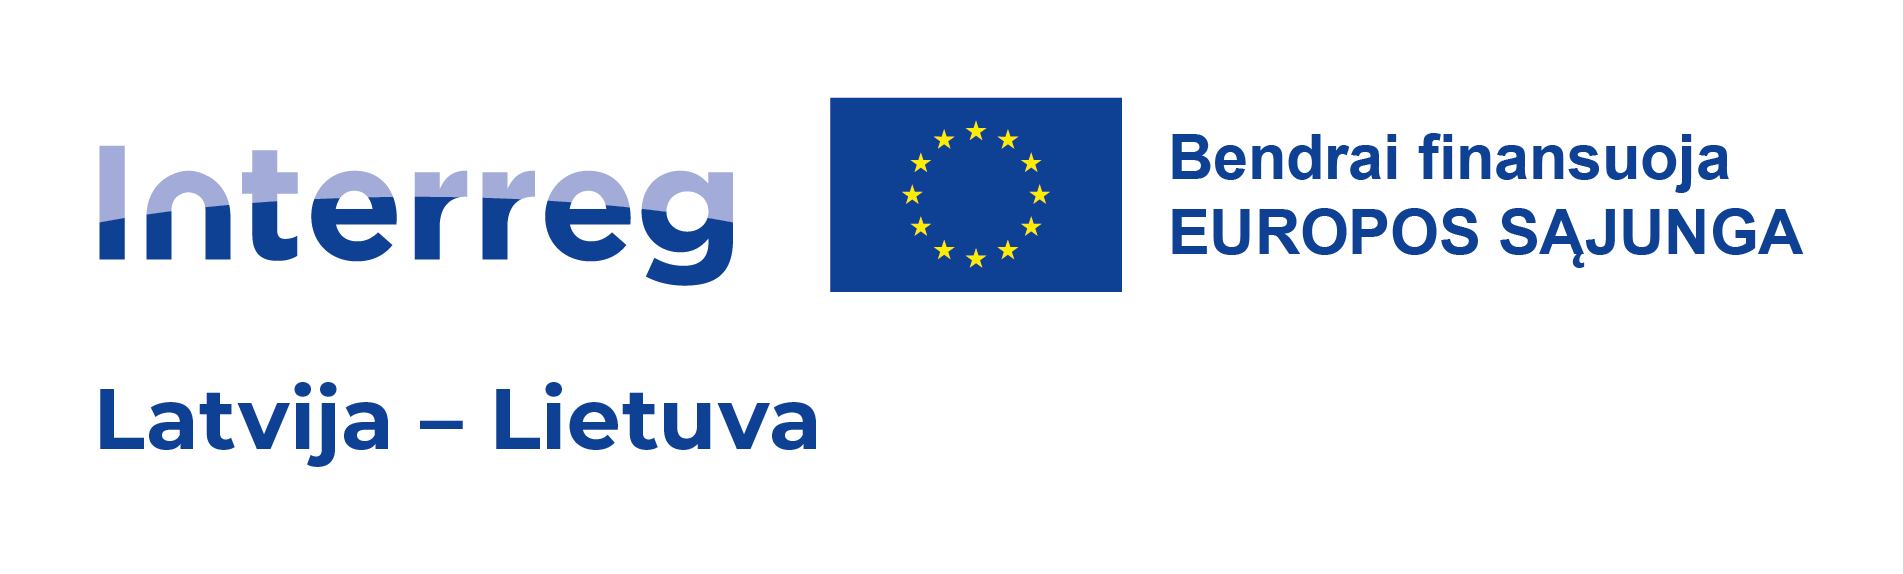 Interreg
Bendrai finansuoja
EUROPOS SĄJUNGA
Latvija – Lietuva